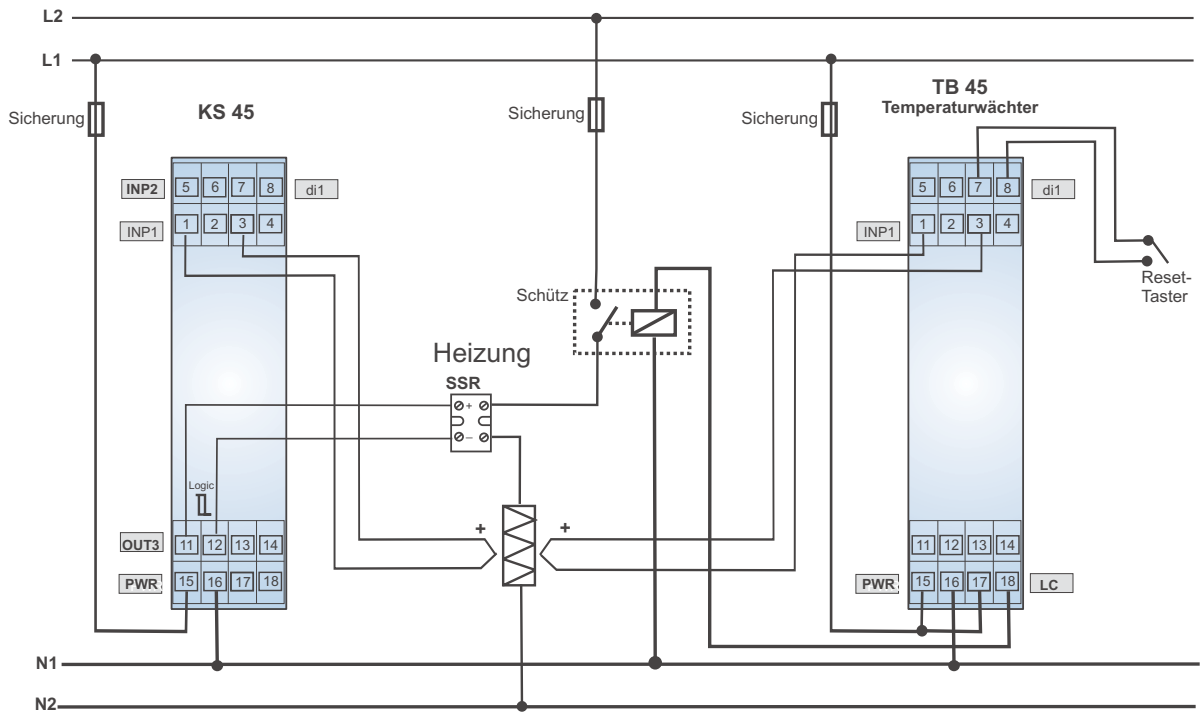 L2
L1
Sicherung
KS 45
Sicherung
Sicherung
TB 45
Temperaturwächter
INP2
5 6 7 8
di1
INP1
1 2 3 4
5 6 7 8
di1
INP1
1 2 3 4
Reset-
Taster
Schütz
Heizung
SSR
+
–
Logic
OUT3
11 12 13 14
PWR
15 16 17 18
+
+
11 12 13 14
PWR
15 16 17 18
LC
N1
N2